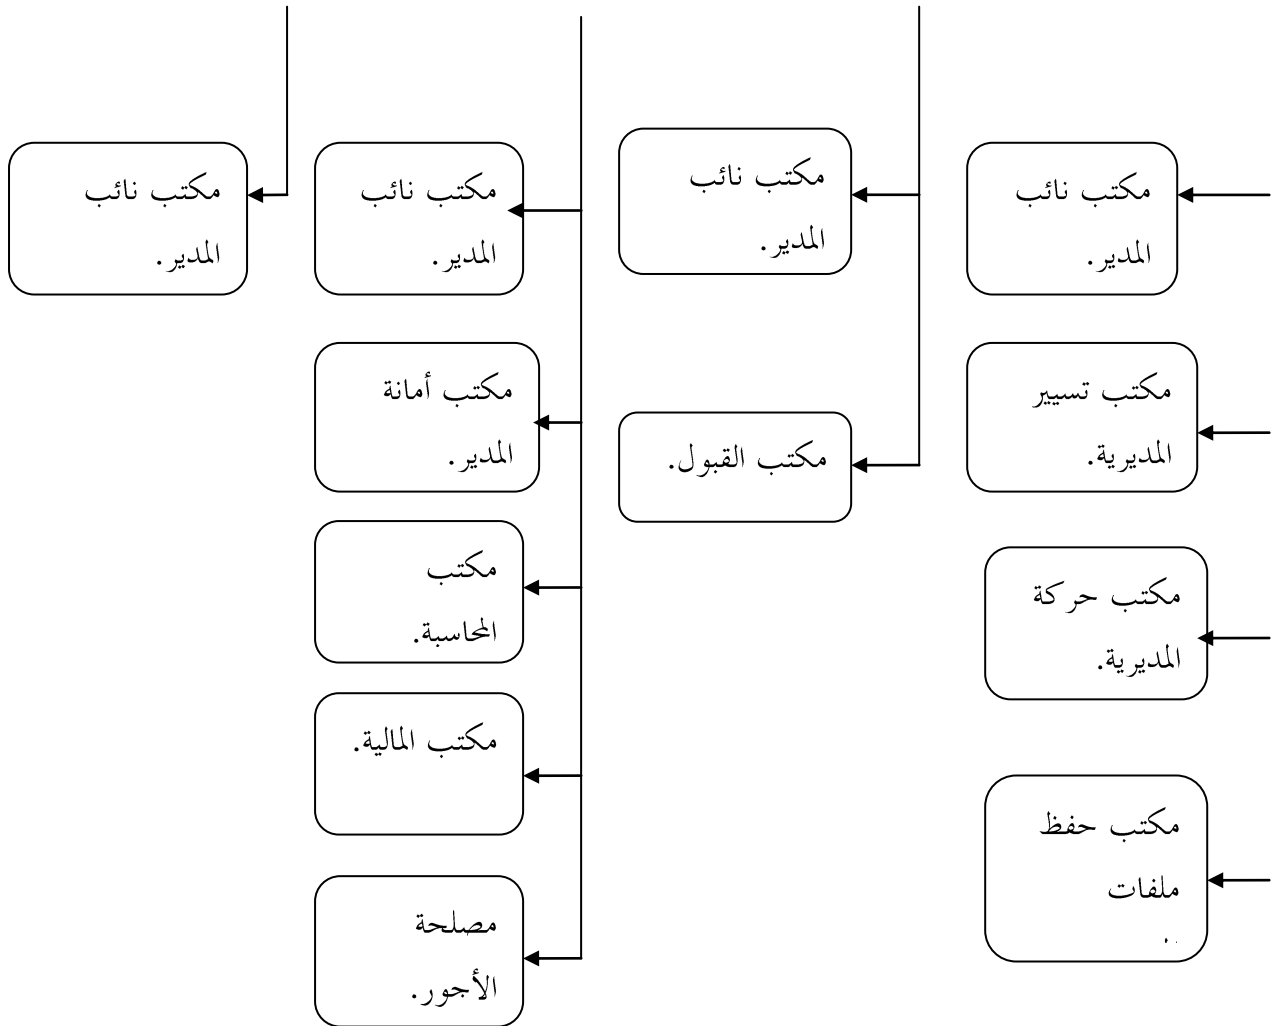 مكتب نائب
المدير.
مكتب تسيير
المديرية.
مكتب حركة
المديرية.
مكتب حفظ
ملفات
مكتب نائب
المدير.
مكتب القبول.
مكتب نائب
المدير.
مكتب أمانة
المدير.
مكتب
المحاسبة.
مكتب المالية.
مصلحة
الأجور.
مكتب نائب
المدير.